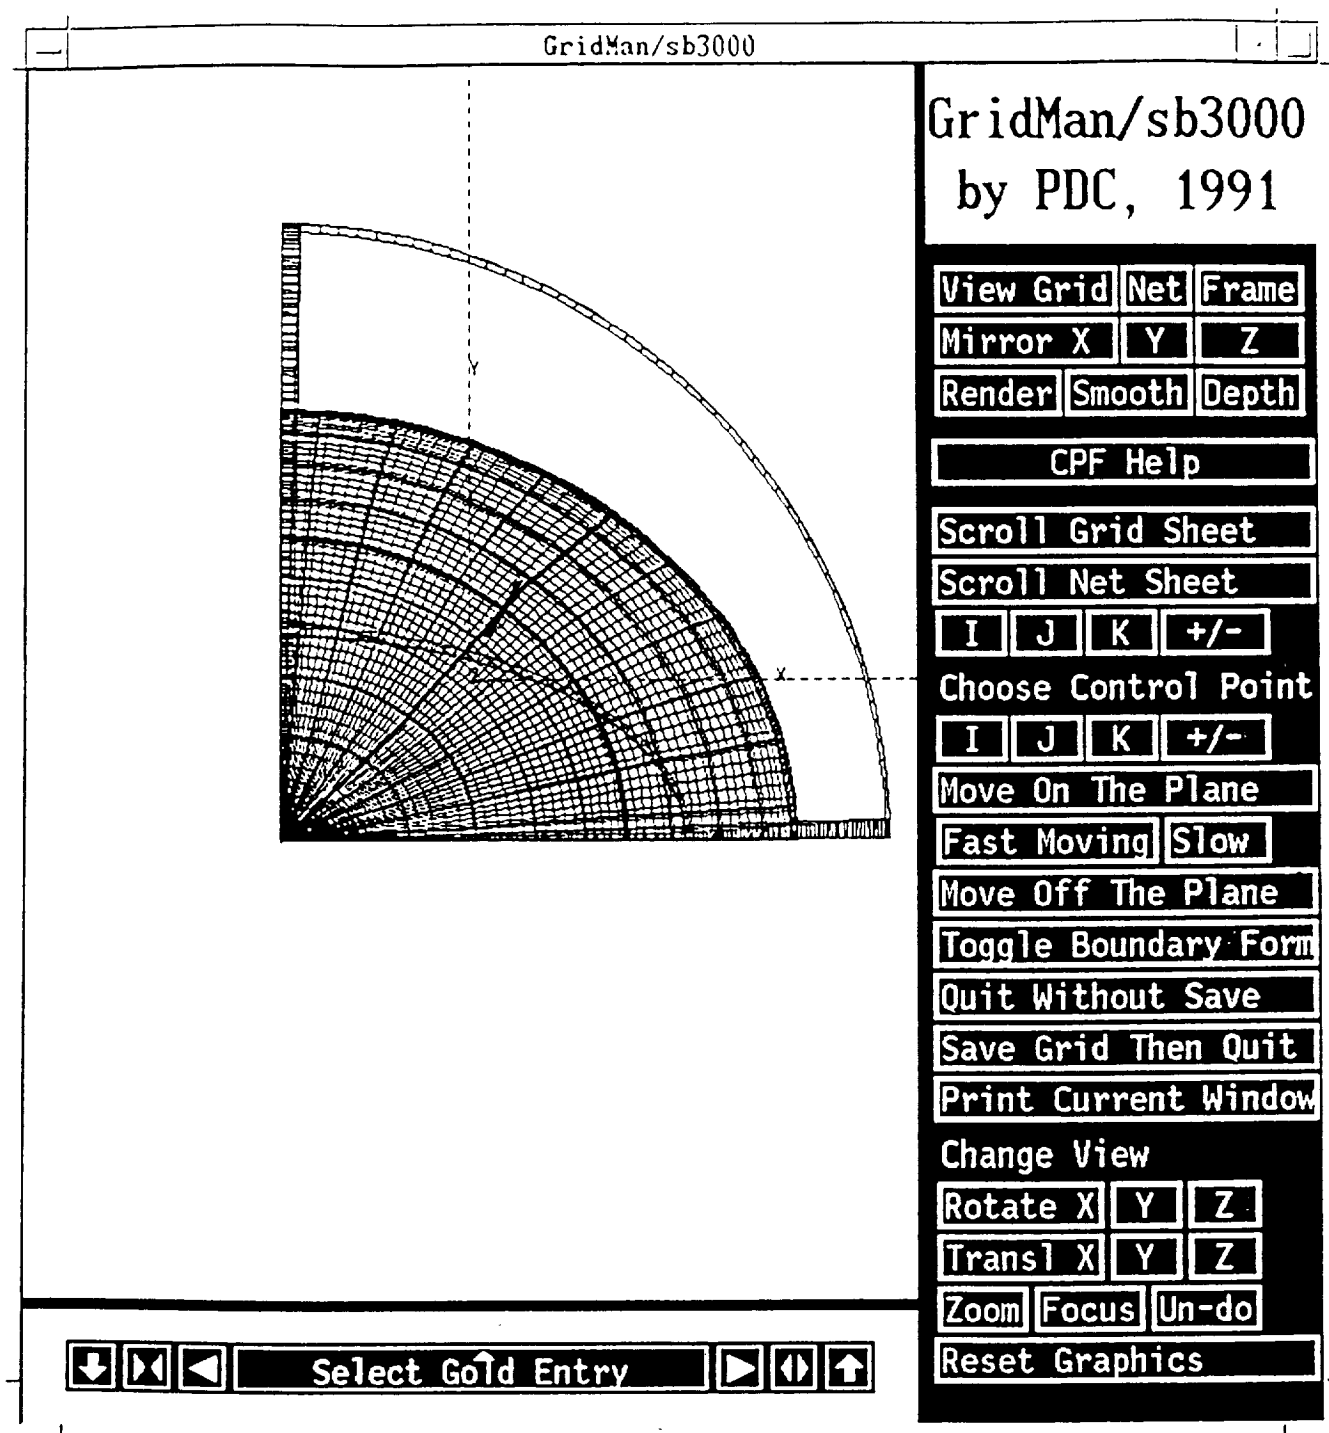 GridMan/sb3000
GridMan/sb3000
by PDC, 1991
View Grid Net Frame
Mirror X Y Z
Render Smooth Depth
CPF Help
Scroll Grid Sheet
Scroll Net Sheet
I J K +/-
Choose Control Point
I J K +/-
Move On The Plane
Fast Moving Slow
Move Off The Plane
Toggle Boundary Form
Quit Without Save
Save Grid Then Quit
Print Current Window
Change View
Rotate X Y Z
Transl X Y Z
Zoom Focus Un-do
Reset Graphics
Y
X
Z
Select Gold Entry